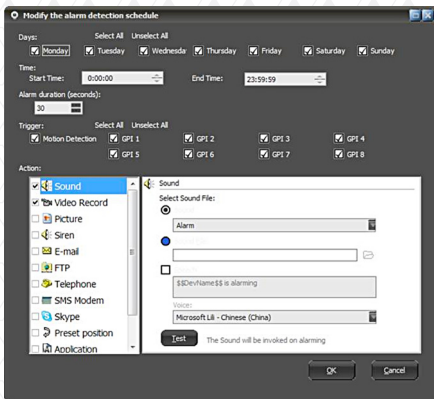 Modify the alarm detection schedule
Days: Select All Unselect All
Monday Tuesday Wednesday Thursday Friday Saturday Sunday
Time:
Start Time: 0:00:00 End Time: 23:59:59
Alarm duration (seconds):
30
Trigger: Select All Unselect All
Motion Detection GPI 1 GPI 2 GPI 3 GPI 4
GPI 5 GPI 6 GPI 7 GPI 8
Action:
Sound
Video Record
Picture
Siren
E-mail
FTP
Telephone
SMS Modem
Skype
Preset position
Application
Sound
Select Sound File:
Alarm
$$DevName$$ is alarming
Voice:
Microsoft Lili - Chinese (China)
Test The Sound will be invoked on alarming
OK Cancel